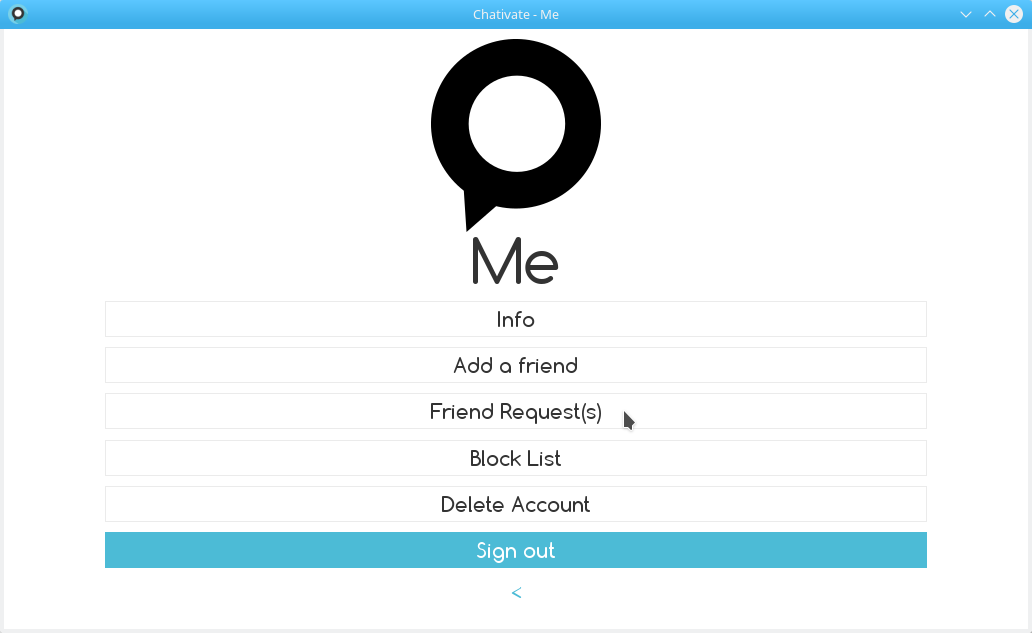 Chativate - Me
Me
Info
Add a friend
Friend Request(s)
Block List
Delete Account
Sign out
<